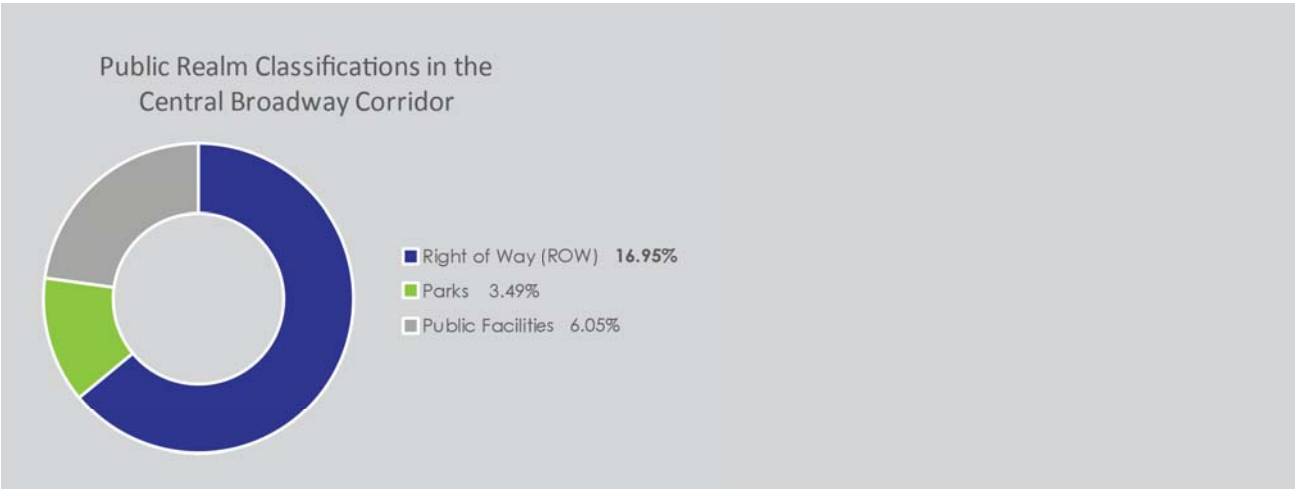 Public Realm Classifications in the
Central Broadway Corridor
Right of Way (ROW) 16.95%
Parks 3.49%
Public Facilities 6.05%